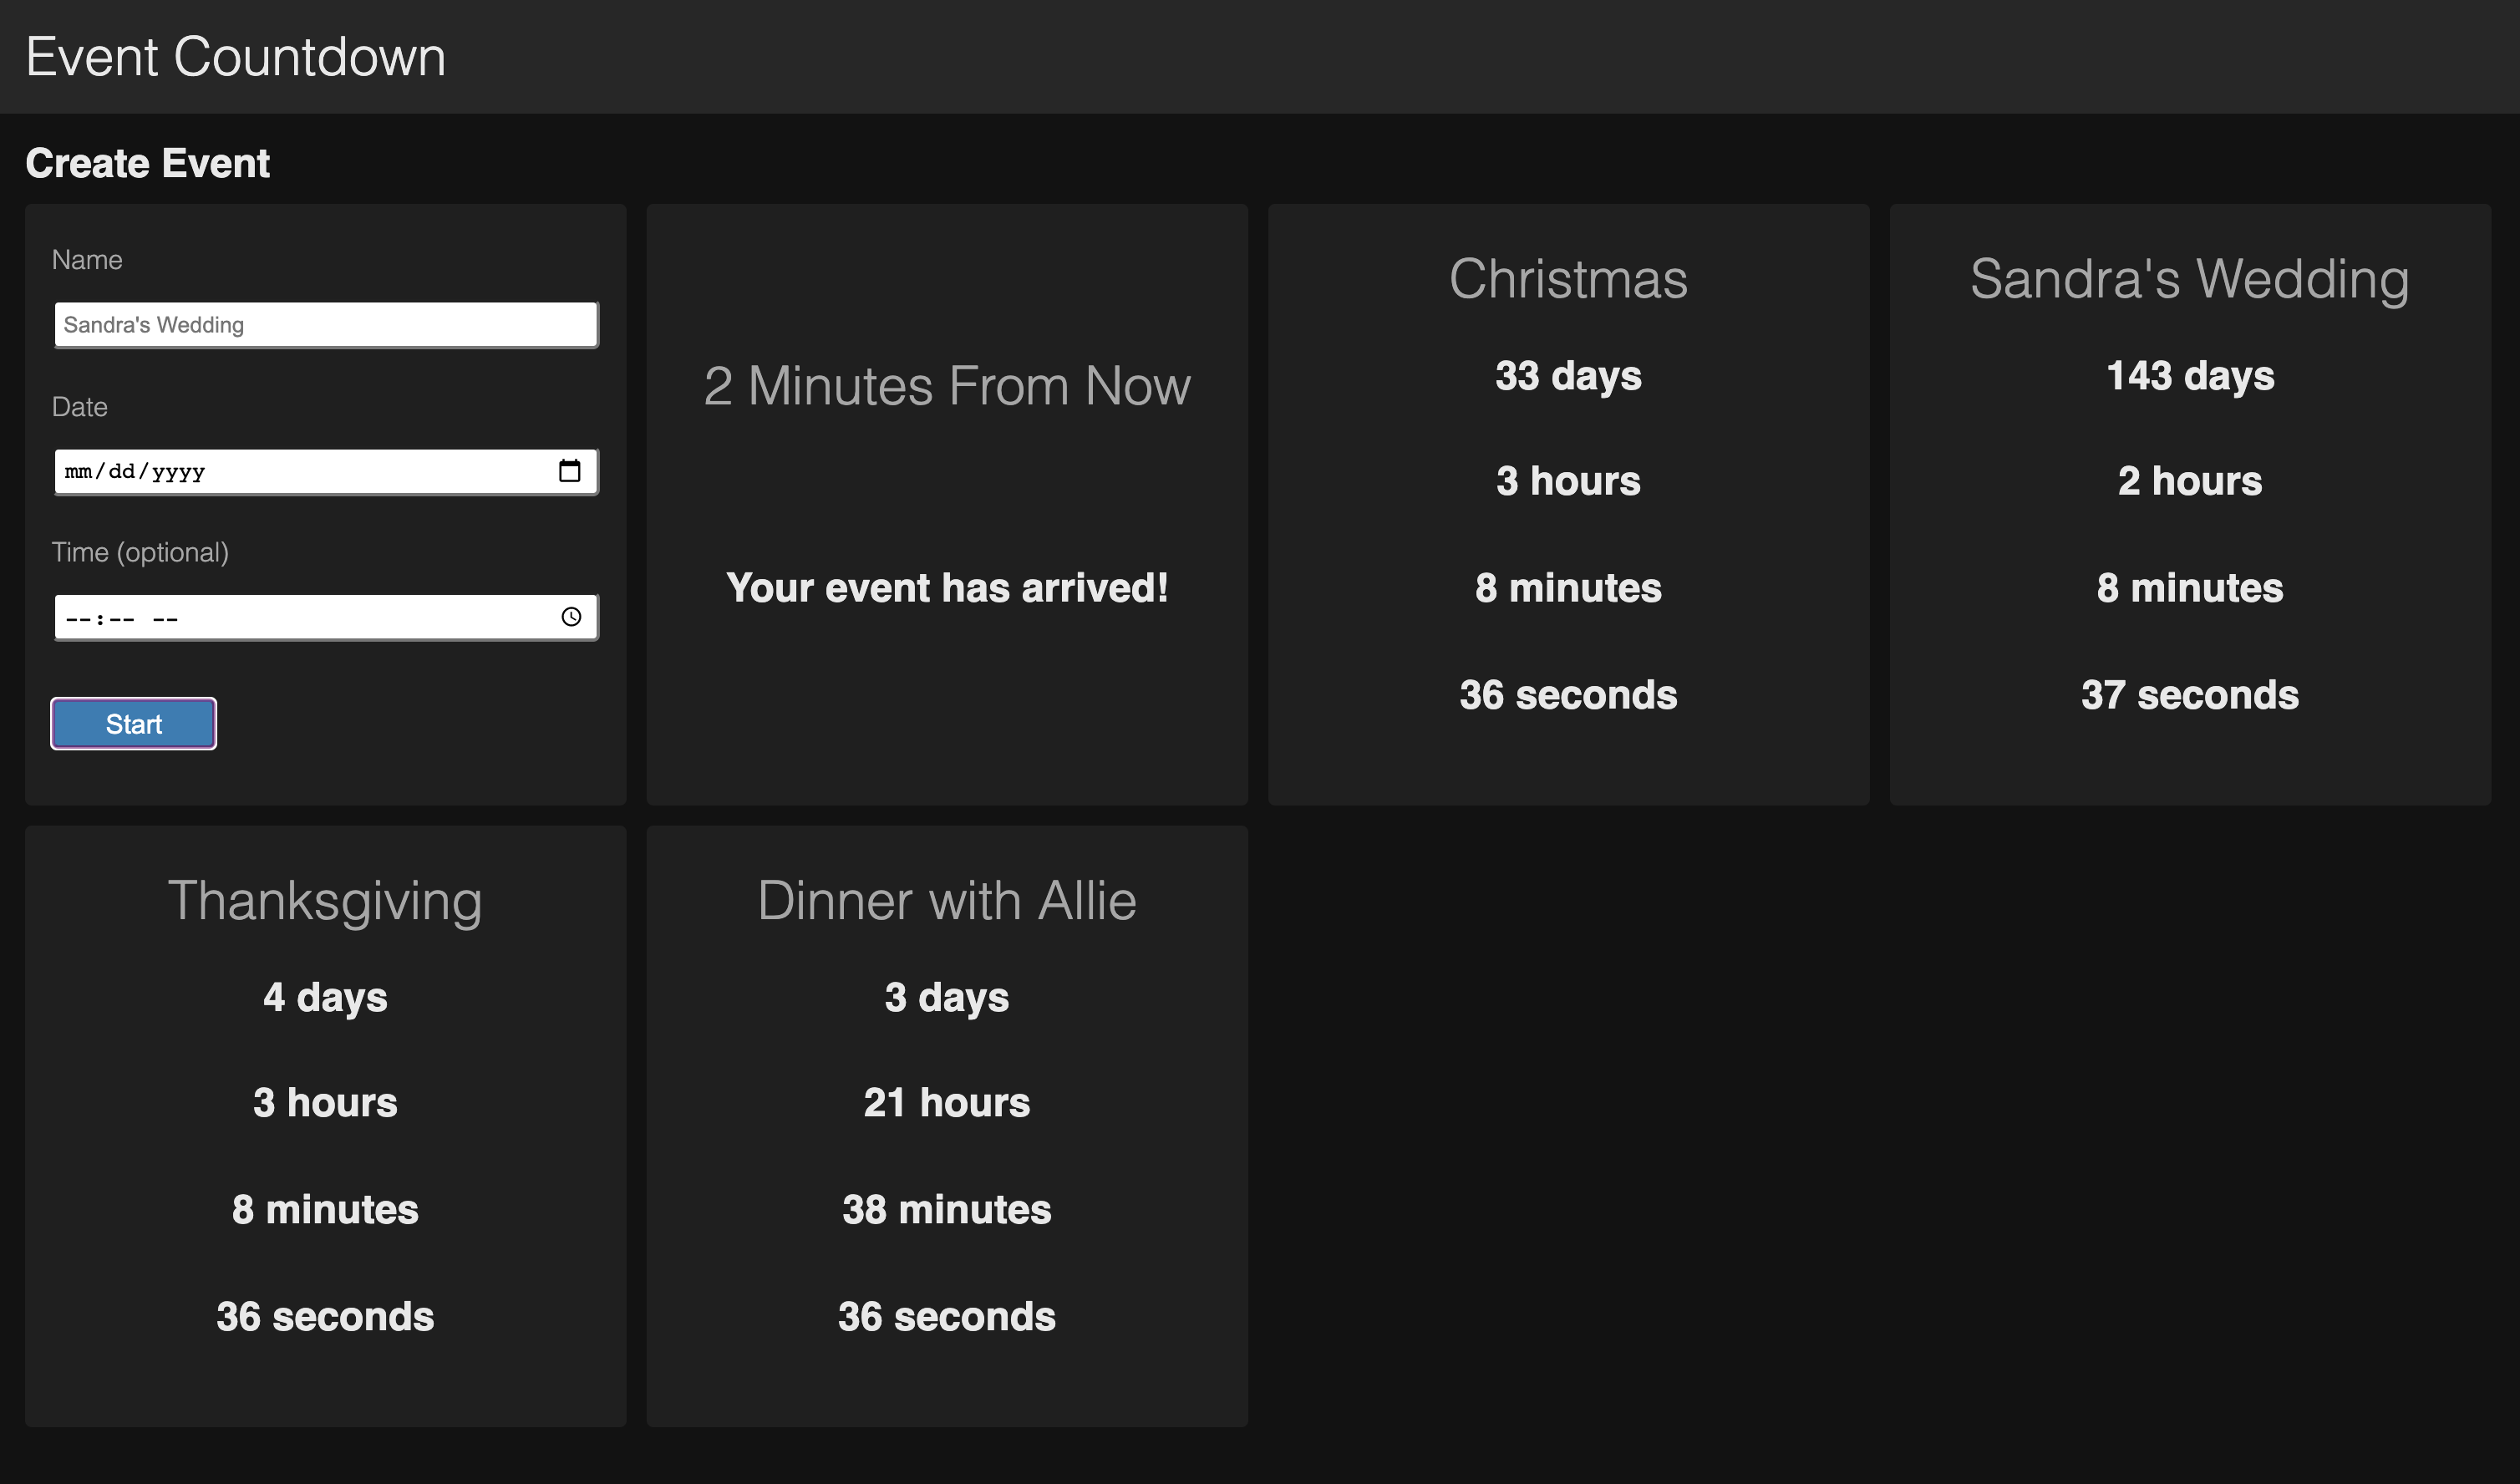 Event Countdown
Create Event
Name
Sandra's Wedding
Date
mm/dd/yyyy
Time (optional)
--:-- --
Start
2 Minutes From Now
Your event has arrived!
Christmas
33 days
3 hours
8 minutes
36 seconds
Sandra's Wedding
143 days
2 hours
8 minutes
37 seconds
Thanksgiving
4 days
3 hours
8 minutes
36 seconds
Dinner with Allie
3 days
21 hours
38 minutes
36 seconds